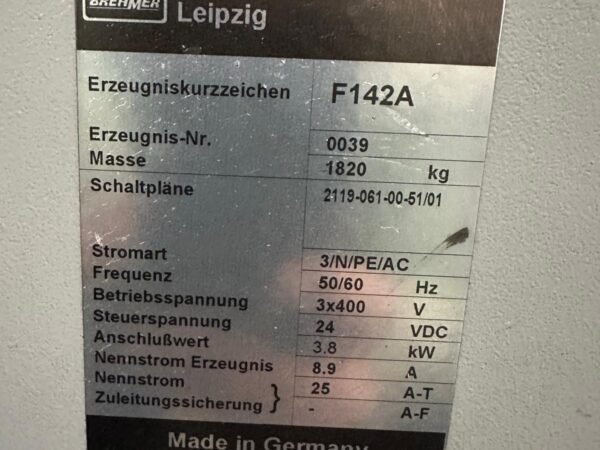 BREHMER
Leipzig
Erzeugniskurzzeichen F142A
Erzeugnis-Nr. 0039
Masse 1820 kg
Schaltpläne 2119-061-00-51/01
Stromart 3/N/PE/AC
Frequenz 50/60 Hz
Betriebsspannung 3x400 V
Steuerspannung 24 VDC
Anschlußwert 3.8 kW
Nennstrom Erzeugnis 8.9 A
Nennstrom 25 A-T
Zuleitungssicherung } - A-F
Made in Germany